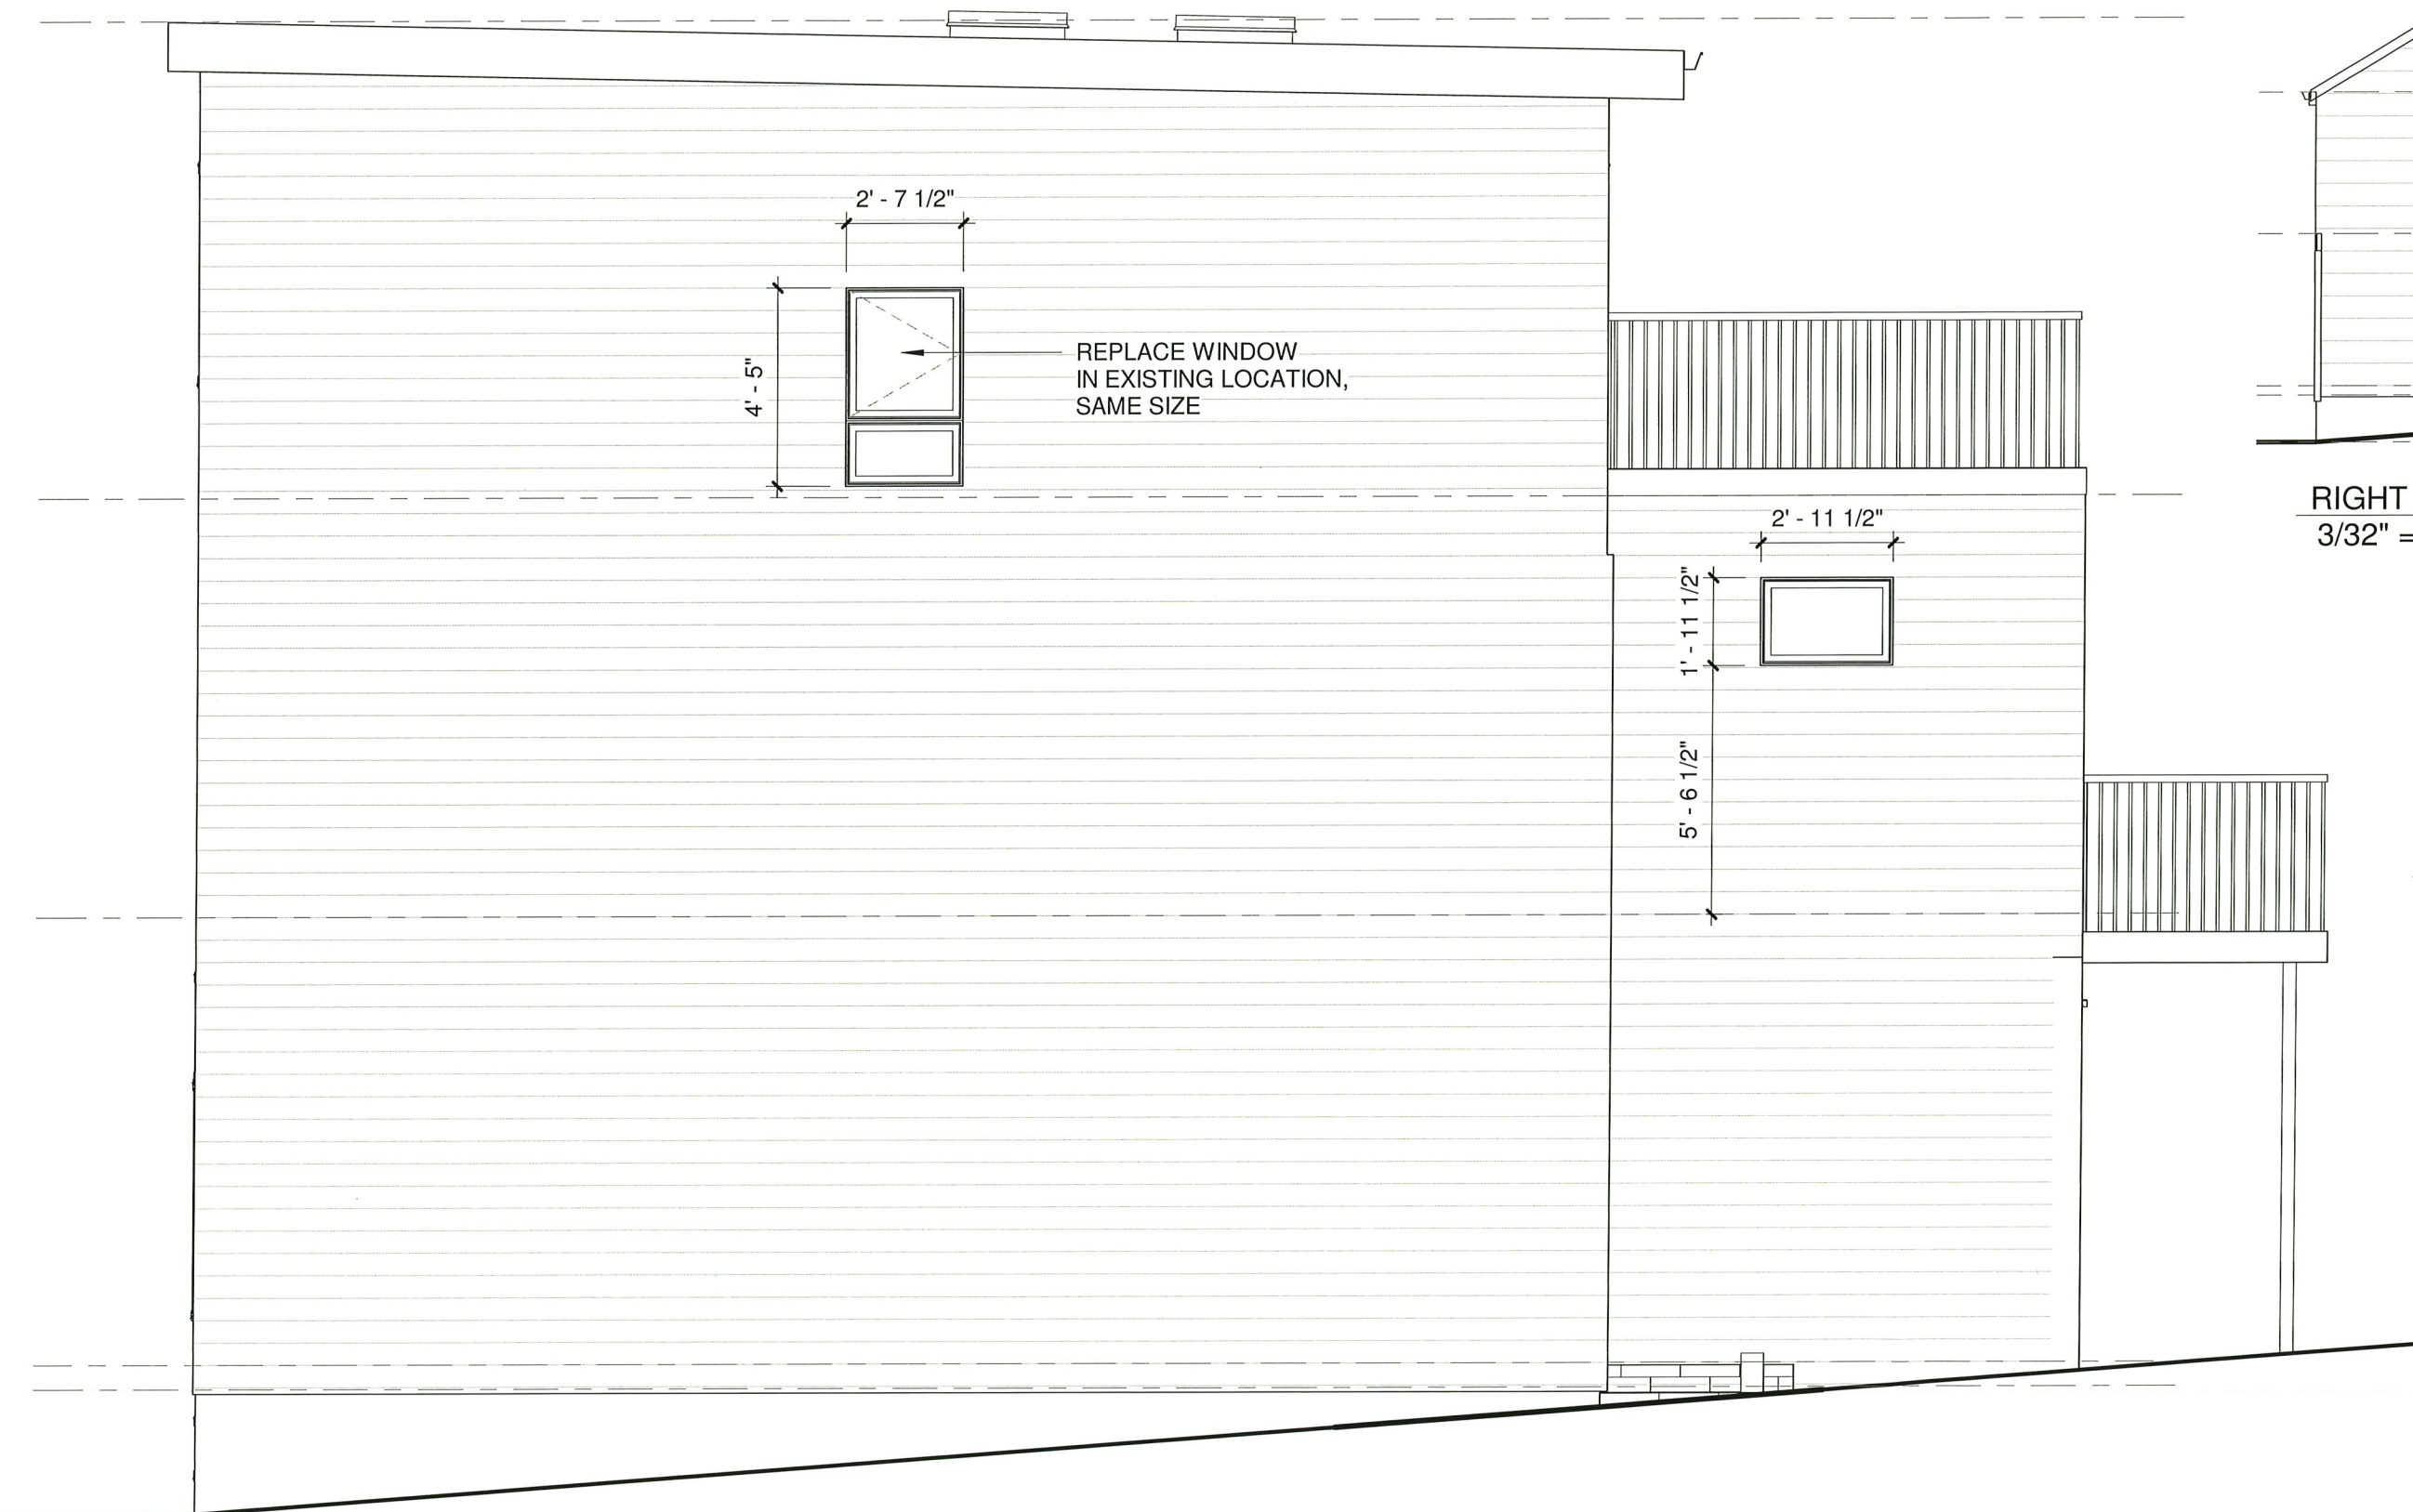 2' - 7 1/2"
4' - 5"
REPLACE WINDOW
IN EXISTING LOCATION,
SAME SIZE
RIGHT
3/32" =
2' - 11 1/2"
1' - 11 1/2"
5' - 6 1/2"